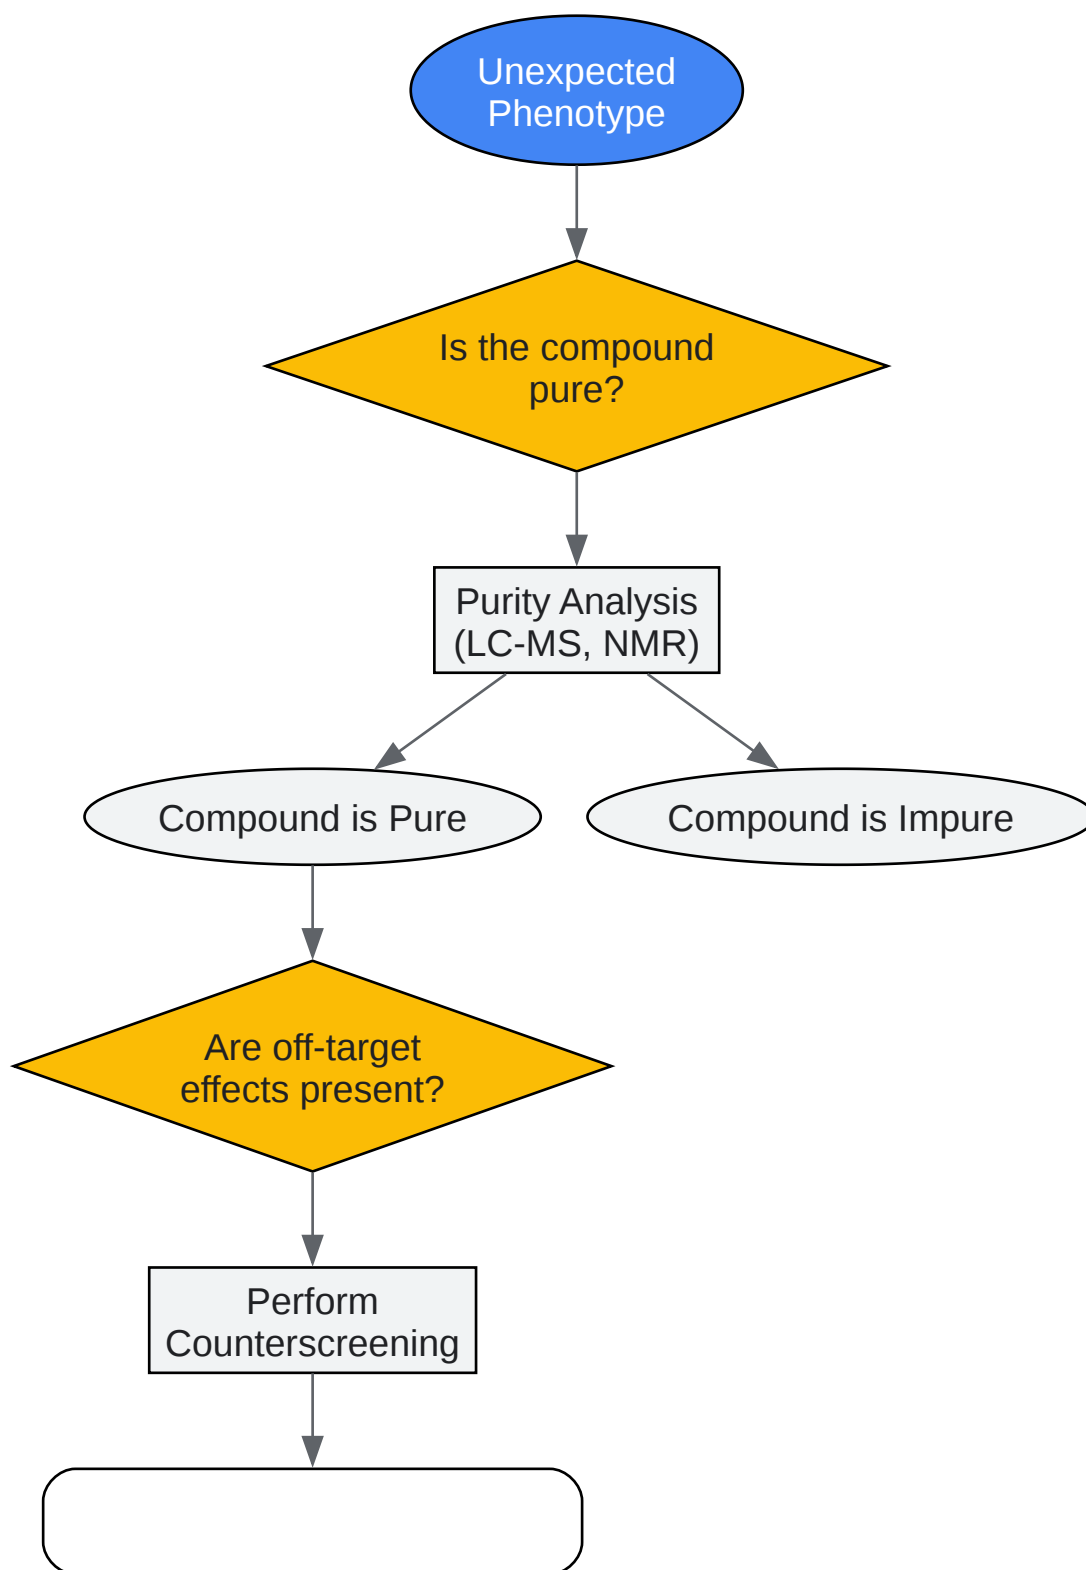 Unexpected
Phenotype
Is the compound
pure?
Purity Analysis
(LC-MS, NMR)
Compound is Pure
Compound is Impure
Are off-target
effects present?
Perform
Counterscreening